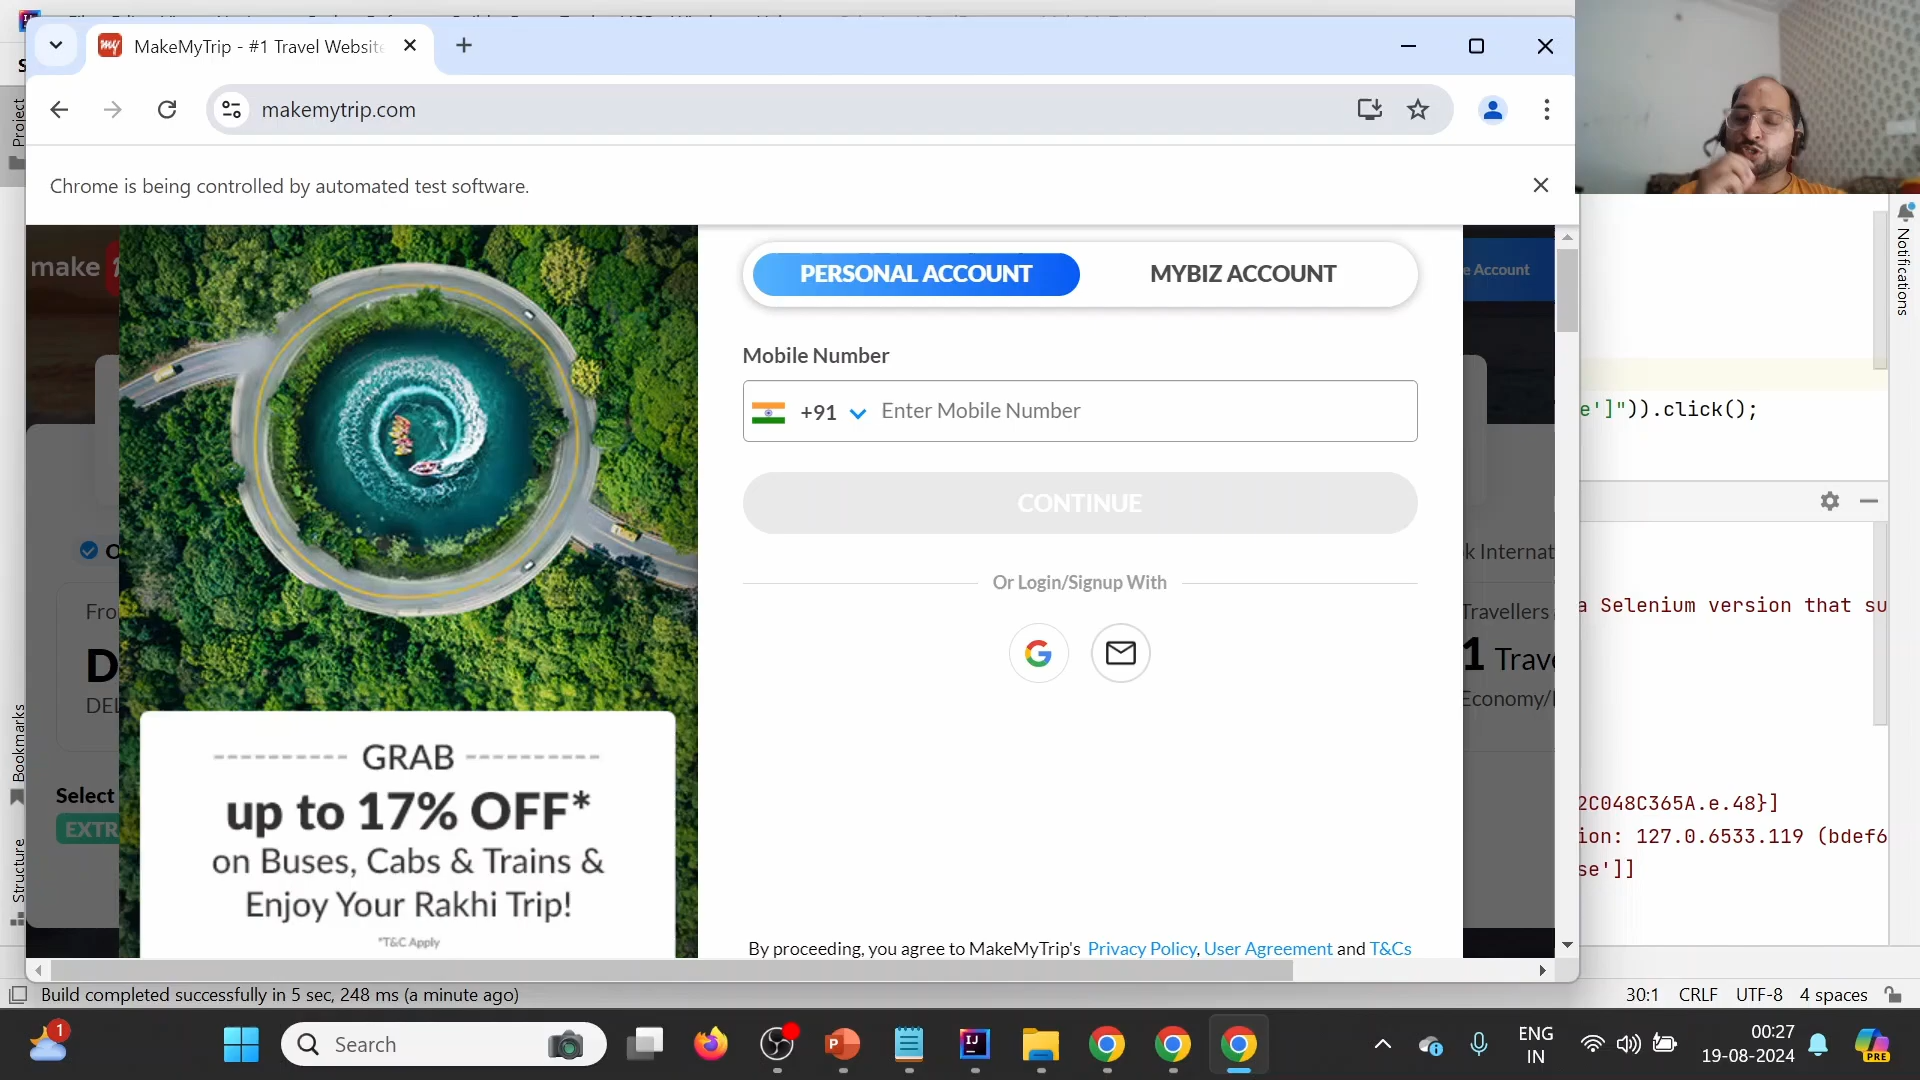 MakeMyTrip - #1 Travel Website
makemytrip.com
Chrome is being controlled by automated test software.
Project
make
e Account
PERSONAL ACCOUNT
MYBIZ ACCOUNT
Notifications
Mobile Number
+91
Enter Mobile Number
e']")).click();
CONTINUE
Or Login/Signup With
k Internat
Fro
Travellers
a Selenium version that su
D
1 Trave
DEL
Economy/
Bookmarks
GRAB
Select
up to 17% OFF*
EXTR
on Buses, Cabs & Trains &
Enjoy Your Rakhi Trip!
*T&C Apply
2C048C365A.e.48}]
ion: 127.0.6533.119 (bdef6
se']]
Structure
By proceeding, you agree to MakeMyTrip's Privacy Policy, User Agreement and T&Cs
Build completed successfully in 5 sec, 248 ms (a minute ago)
30:1 CRLF UTF-8 4 spaces
1
Search
ENG
IN
00:27
19-08-2024
PRE